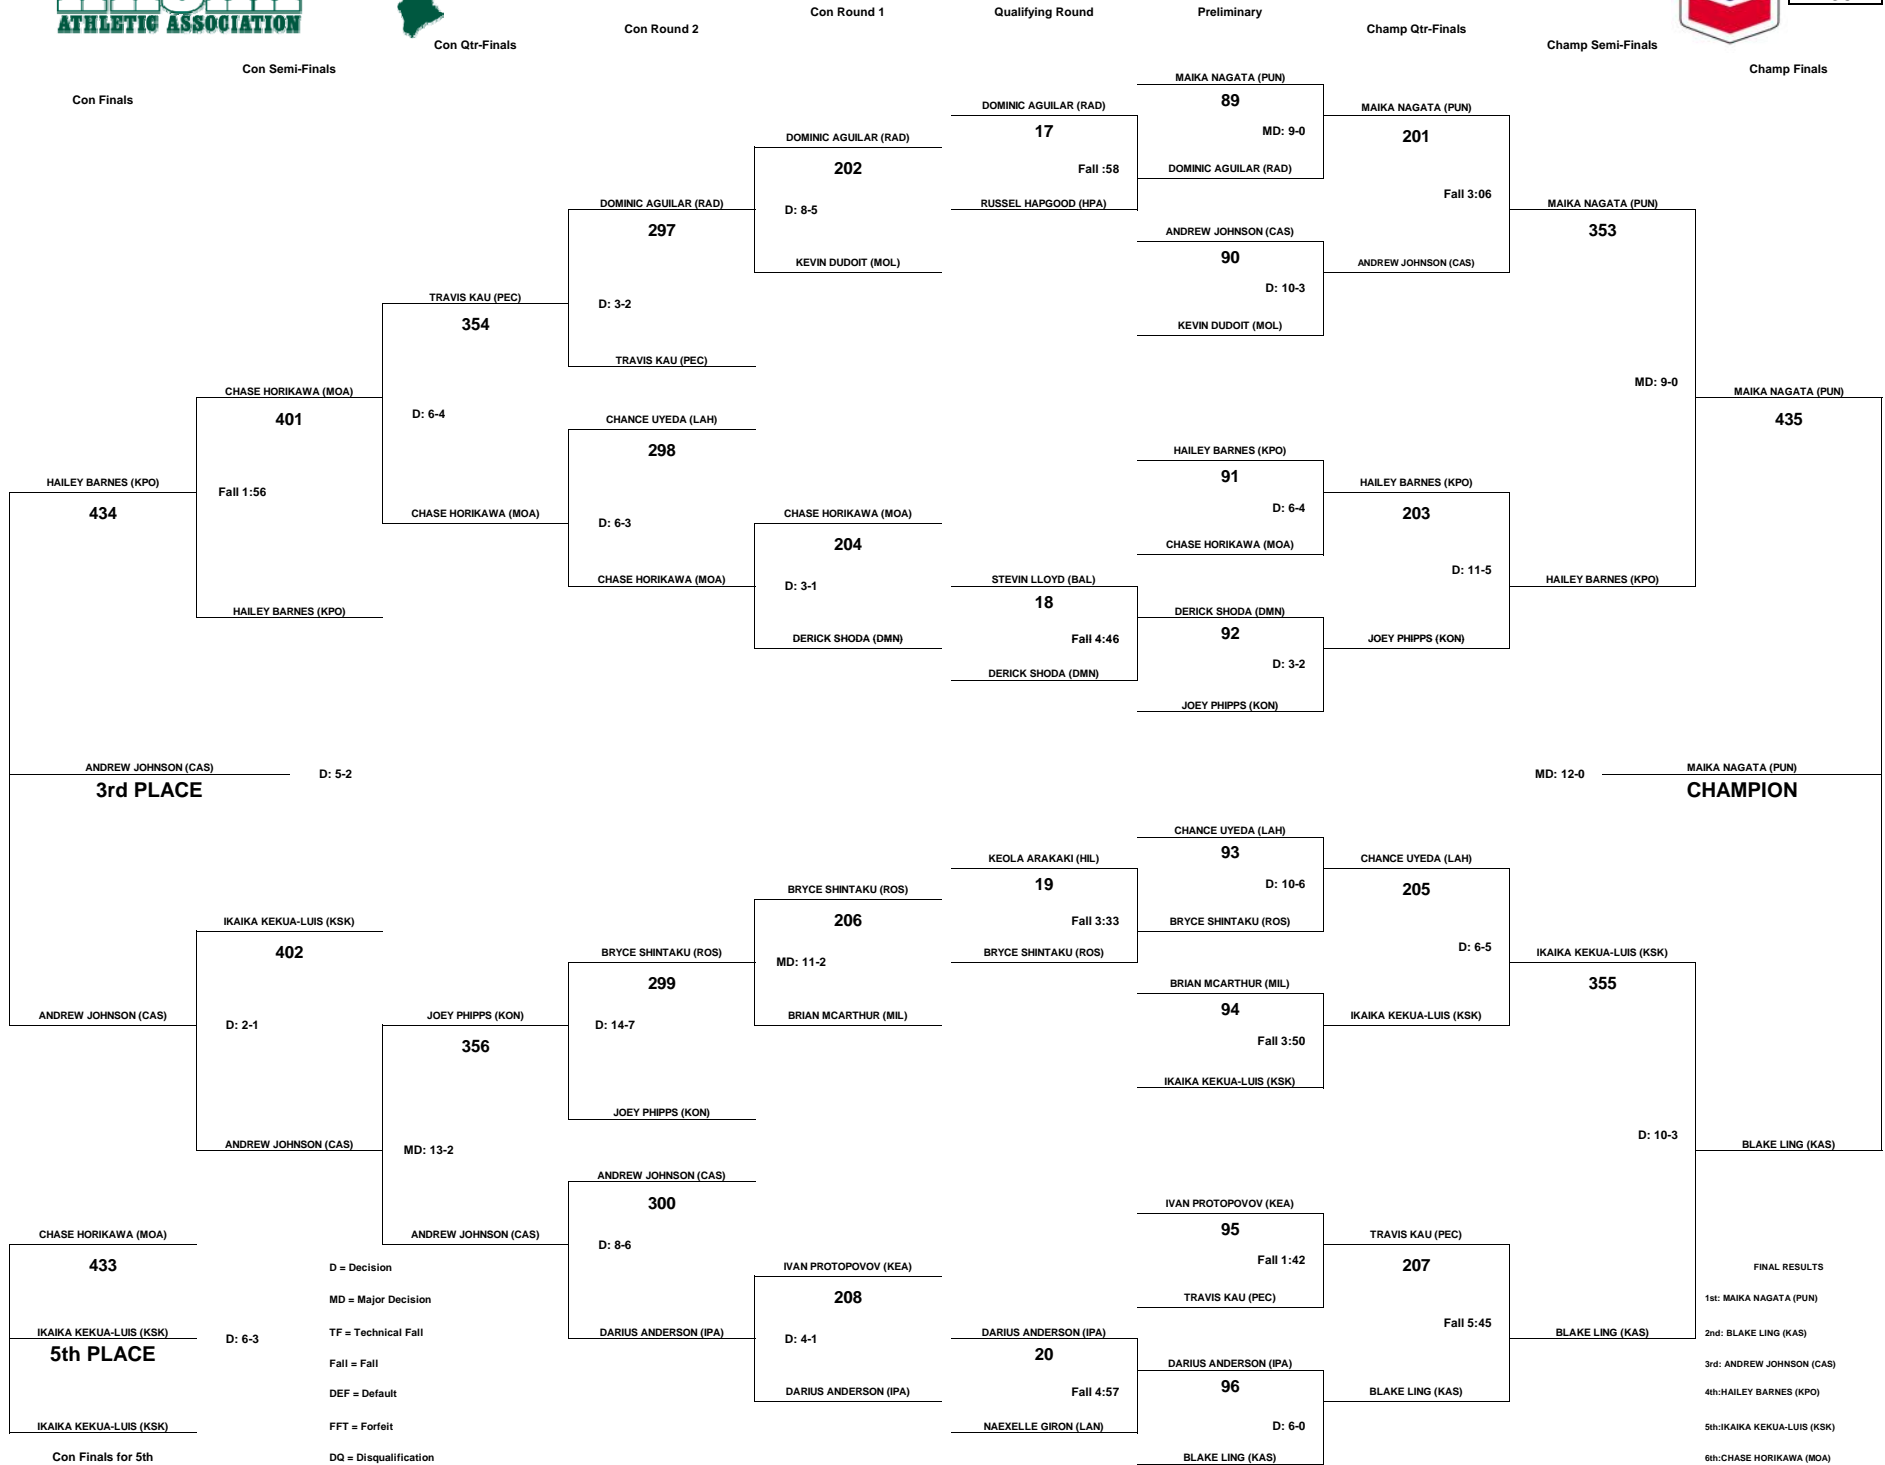 ATHLETIC ASSOCIATION
Con Finals
Con Semi-Finals
Con Qtr-Finals
Con Round 2
Con Round 1
Qualifying Round
Preliminary
Champ Qtr-Finals
Champ Semi-Finals
Champ Finals
MAIKA NAGATA (PUN)
89
MD: 9-0
DOMINIC AGUILAR (RAD)
DOMINIC AGUILAR (RAD)
17
Fall :58
RUSSEL HAPGOOD (HPA)
MAIKA NAGATA (PUN)
201
Fall 3:06
ANDREW JOHNSON (CAS)
DOMINIC AGUILAR (RAD)
202
D: 8-5
KEVIN DUDOIT (MOL)
ANDREW JOHNSON (CAS)
90
D: 10-3
KEVIN DUDOIT (MOL)
DOMINIC AGUILAR (RAD)
297
D: 3-2
TRAVIS KAU (PEC)
MAIKA NAGATA (PUN)
353
MD: 9-0
HAILEY BARNES (KPO)
TRAVIS KAU (PEC)
354
D: 6-4
CHASE HORIKAWA (MOA)
CHASE HORIKAWA (MOA)
401
Fall 1:56
HAILEY BARNES (KPO)
CHANCE UYEDA (LAH)
298
D: 6-3
CHASE HORIKAWA (MOA)
MAIKA NAGATA (PUN)
435
HAILEY BARNES (KPO)
91
D: 6-4
CHASE HORIKAWA (MOA)
HAILEY BARNES (KPO)
203
D: 11-5
JOEY PHIPPS (KON)
HAILEY BARNES (KPO)
434
CHASE HORIKAWA (MOA)
204
D: 3-1
DERICK SHODA (DMN)
STEVIN LLOYD (BAL)
18
Fall 4:46
DERICK SHODA (DMN)
DERICK SHODA (DMN)
92
D: 3-2
JOEY PHIPPS (KON)
ANDREW JOHNSON (CAS)
D: 5-2
3rd PLACE
MD: 12-0
MAIKA NAGATA (PUN)
CHAMPION
CHANCE UYEDA (LAH)
93
D: 10-6
BRYCE SHINTAKU (ROS)
KEOLA ARAKAKI (HIL)
19
Fall 3:33
BRYCE SHINTAKU (ROS)
CHANCE UYEDA (LAH)
205
D: 6-5
IKAIKA KEKUA-LUIS (KSK)
BRYCE SHINTAKU (ROS)
206
MD: 11-2
BRIAN MCARTHUR (MIL)
IKAIKA KEKUA-LUIS (KSK)
402
D: 2-1
ANDREW JOHNSON (CAS)
BRYCE SHINTAKU (ROS)
299
D: 14-7
JOEY PHIPPS (KON)
IKAIKA KEKUA-LUIS (KSK)
355
D: 10-3
BLAKE LING (KAS)
BRIAN MCARTHUR (MIL)
94
Fall 3:50
IKAIKA KEKUA-LUIS (KSK)
ANDREW JOHNSON (CAS)
JOEY PHIPPS (KON)
356
MD: 13-2
ANDREW JOHNSON (CAS)
BLAKE LING (KAS)
ANDREW JOHNSON (CAS)
300
D: 8-6
DARIUS ANDERSON (IPA)
IVAN PROTOPOVOV (KEA)
95
Fall 1:42
TRAVIS KAU (PEC)
TRAVIS KAU (PEC)
207
Fall 5:45
BLAKE LING (KAS)
IVAN PROTOPOVOV (KEA)
208
D: 4-1
DARIUS ANDERSON (IPA)
DARIUS ANDERSON (IPA)
20
Fall 4:57
NAEXELLE GIRON (LAN)
DARIUS ANDERSON (IPA)
96
D: 6-0
BLAKE LING (KAS)
CHASE HORIKAWA (MOA)
433
IKAIKA KEKUA-LUIS (KSK)
D: 6-3
5th PLACE
IKAIKA KEKUA-LUIS (KSK)
Con Finals for 5th
D = Decision
MD = Major Decision
TF = Technical Fall
Fall = Fall
DEF = Default
FFT = Forfeit
DQ = Disqualification
FINAL RESULTS
1st: MAIKA NAGATA (PUN)
2nd: BLAKE LING (KAS)
3rd: ANDREW JOHNSON (CAS)
4th:HAILEY BARNES (KPO)
5th:IKAIKA KEKUA-LUIS (KSK)
6th:CHASE HORIKAWA (MOA)